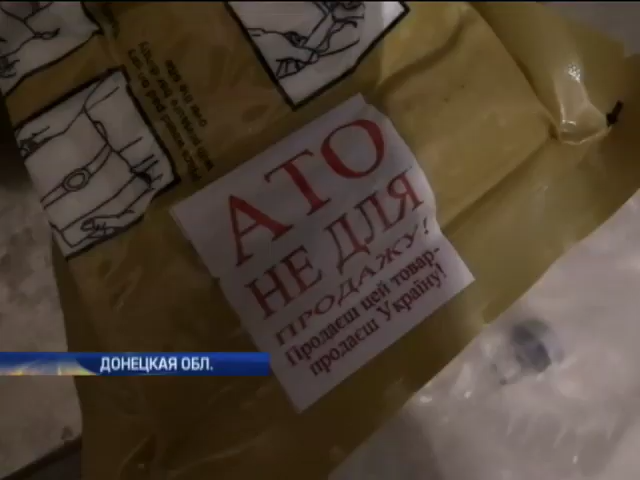 АТО
НЕ ДЛЯ
ПРОДАЖУ!
Продаєш цей товар-
продаєш Україну!
ДОНЕЦКАЯ ОБЛ.